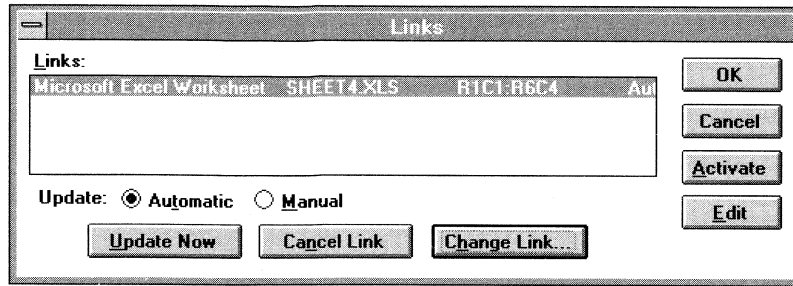 Links
Links:
Microsoft Excel Worksheet SHEET4.XLS R1C1:R6C4 Aut
OK
Cancel
Activate
Edit
Update: Automatic Manual
Update Now Cancel Link Change Link...